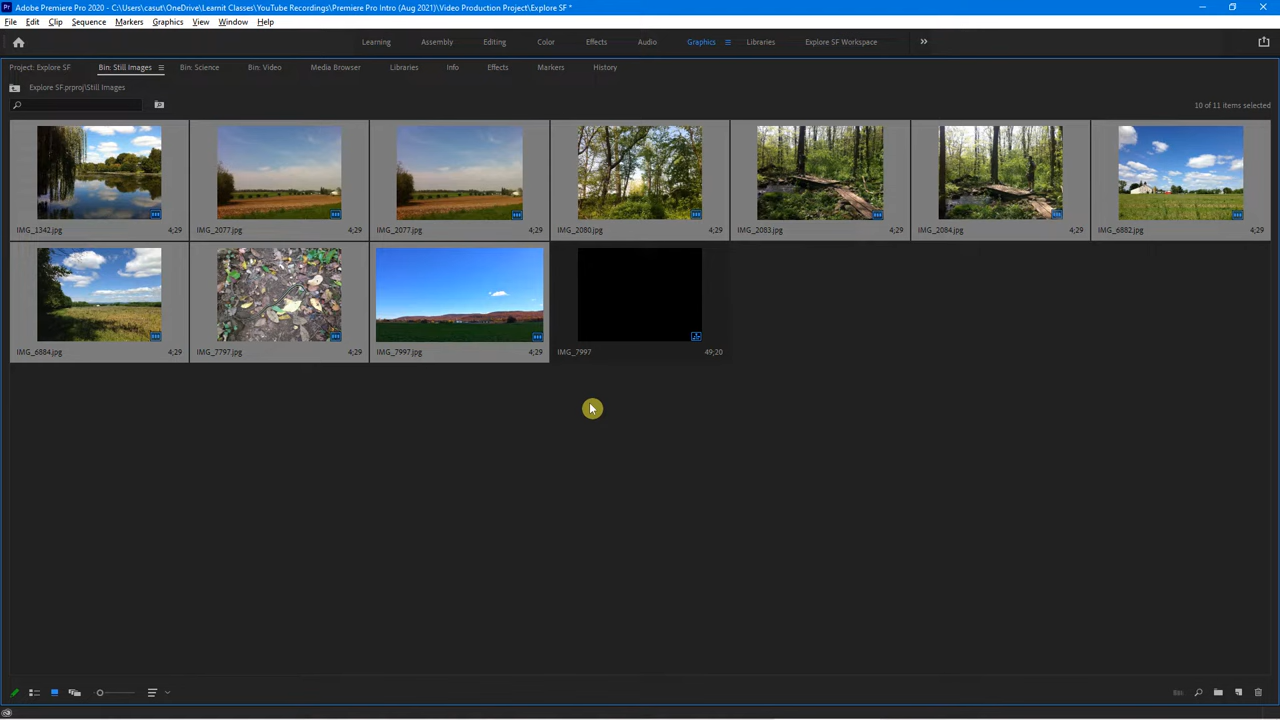 Adobe Premiere Pro 2020 - C:\Users\casut\OneDrive\Learnit Classes\YouTube Recordings\Premiere Pro Intro (Aug 2021)\Video Production Project\Explore SF *
File Edit Clip Sequence Markers Graphics View Window Help
Learning Assembly Editing Color Effects Audio Graphics Libraries Explore SF Workspace
Project: Explore SF Bin: Still Images Bin: Science Bin: Video Media Browser Libraries Info Effects Markers History
Explore SF.prproj\Still Images
10 of 11 items selected
IMG_1342.jpg 4;29 IMG_2077.jpg 4;29 IMG_2077.jpg 4;29 IMG_2080.jpg 4;29 IMG_2083.jpg 4;29 IMG_2084.jpg 4;29 IMG_6882.jpg 4;29
IMG_6884.jpg 4;29 IMG_7797.jpg 4;29 IMG_7997.jpg 4;29 IMG_7997 49;20